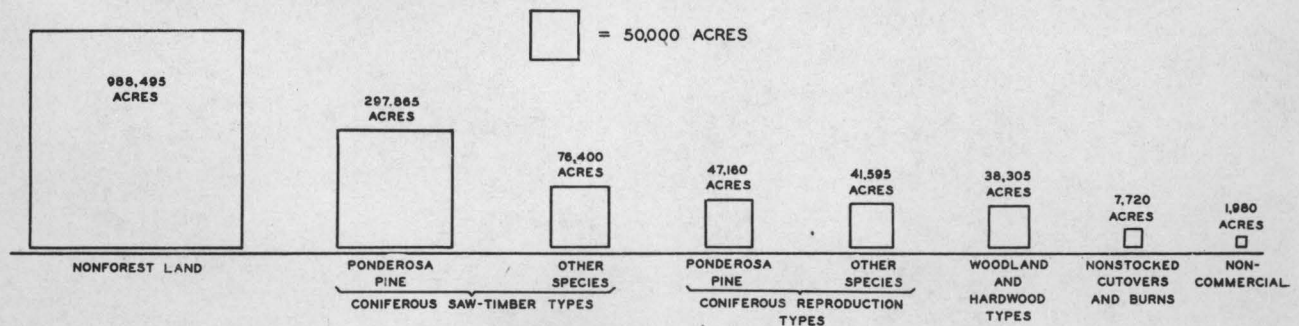 = 50,000 ACRES
988,495
ACRES
297,865
ACRES
76,400
ACRES
47,160
ACRES
41,595
ACRES
38,305
ACRES
7,720
ACRES
1,980
ACRES
NONFOREST LAND
PONDEROSA
PINE
OTHER
SPECIES
CONIFEROUS SAW-TIMBER TYPES
PONDEROSA
PINE
OTHER
SPECIES
CONIFEROUS REPRODUCTION
TYPES
WOODLAND
AND
HARDWOOD
TYPES
NONSTOCKED
CUTOVERS
AND BURNS
NON-
COMMERCIAL